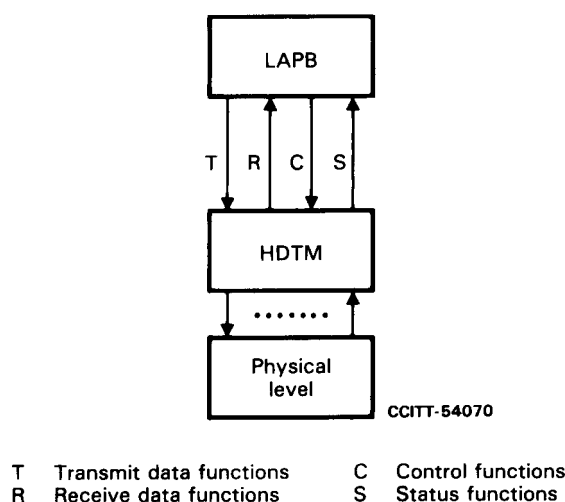 LAPB
T R C S
HDTM
.......
Physical
level
CCITT-54070
T Transmit data functions C Control functions
R Receive data functions S Status functions